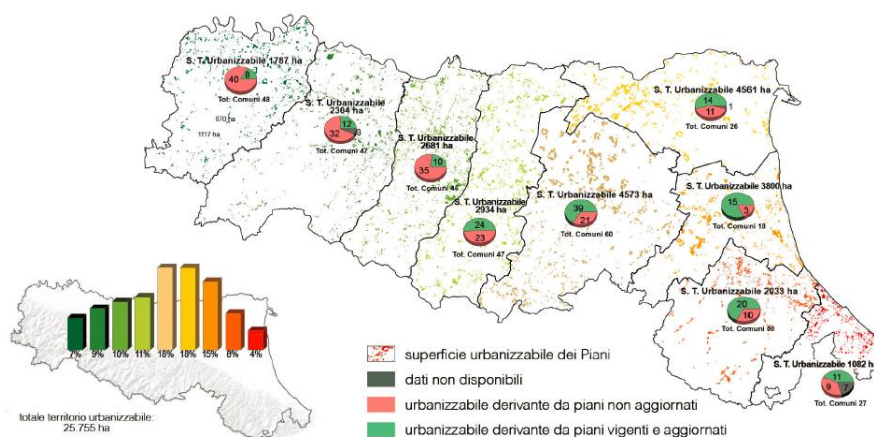 S. T. Urbanizzabile 1787 ha
40
8
Tot. Comuni 48
670 ha
1117 ha
S. T. Urbanizzabile
2304 ha
12
32
3
Tot. Comuni 47
S. T. Urbanizzabile
2681 ha
10
35
Tot. Comuni 45
S. T. Urbanizzabile
2934 ha
24
23
Tot. Comuni 47
S. T. Urbanizzabile 4573 ha
39
21
Tot. Comuni 60
S. T. Urbanizzabile 4561 ha
14
11
1
Tot. Comuni 26
S. T. Urbanizzabile 3800 ha
15
3
Tot. Comuni 18
S. T. Urbanizzabile 2033 ha
20
10
Tot. Comuni 30
S. T. Urbanizzabile 1082 ha
11
9
7
Tot. Comuni 27
7%
9%
10%
11%
18%
18%
15%
8%
4%
totale territorio urbanizzabile:
25.755 ha
superficie urbanizzabile dei Piani
dati non disponibili
urbanizzabile derivante da piani non aggiornati
urbanizzabile derivante da piani vigenti e aggiornati